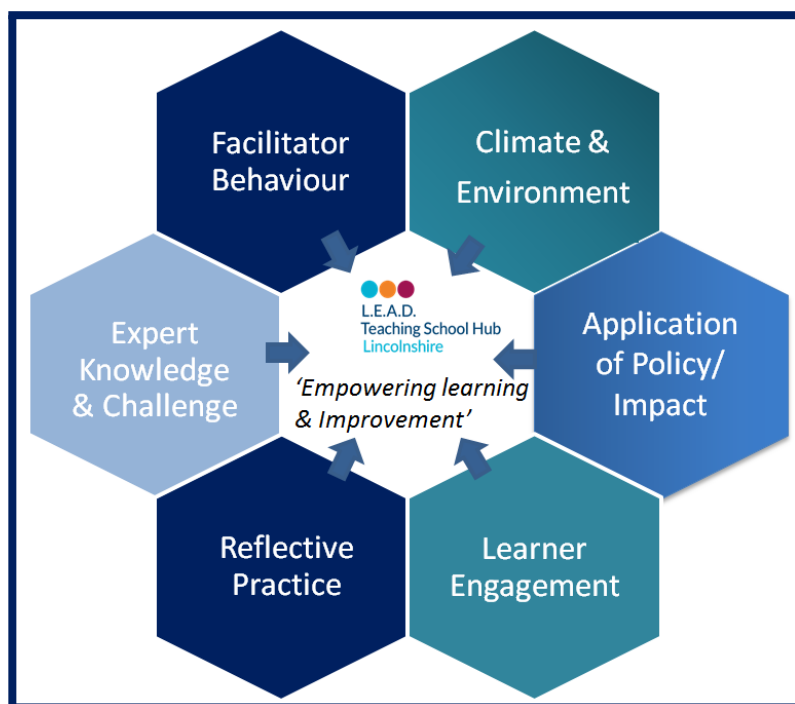 Facilitator
Behaviour
Climate &
Environment
Expert
Knowledge
& Challenge
L.E.A.D.
Teaching School Hub
Lincolnshire
'Empowering learning
& Improvement'
Application
of Policy/
Impact
Reflective
Practice
Learner
Engagement